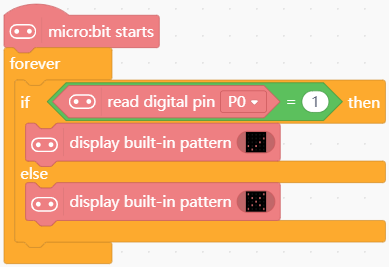 micro:bit starts
forever
if read digital pin P0 = 1 then
display built-in pattern
else
display built-in pattern